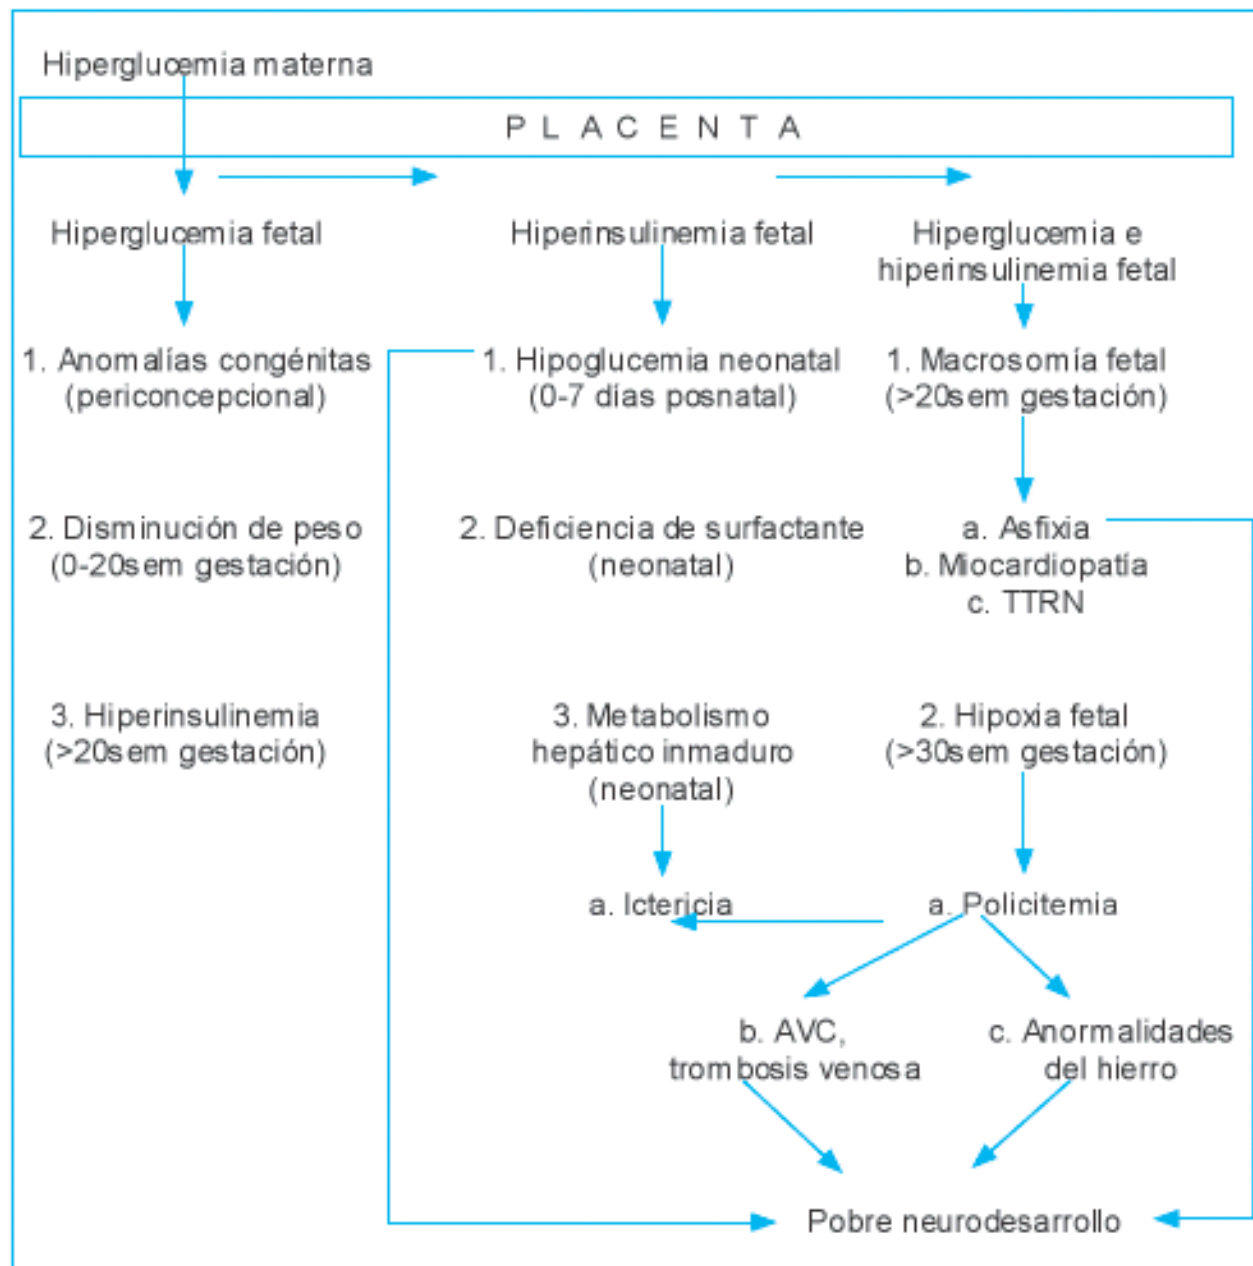 Hiperglucemia materna
PLACENTA
Hiperglucemia fetal
Hiperinsulinemia fetal
Hiperglucemia e
hiperinsulinemia fetal
1. Anomalías congénitas
(periconcepcional)
1. Hipoglucemia neonatal
(0-7 días posnatal)
1. Macrosomía fetal
(>20sem gestación)
2. Disminución de peso
(0-20sem gestación)
2. Deficiencia de surfactante
(neonatal)
a. Asfixia
b. Miocardiopatía
c. TTRN
3. Hiperinsulinemia
(>20sem gestación)
3. Metabolismo
hepático inmaduro
(neonatal)
2. Hipoxia fetal
(>30sem gestación)
a. Ictericia
a. Policitemia
b. AVC,
trombosis venosa
c. Anormalidades
del hierro
Pobre neurodesarrollo